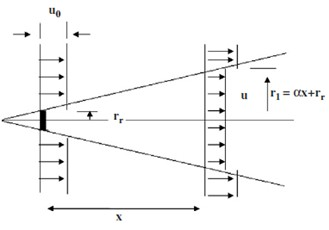 u₀
u
r₁ = αx+rᵣ
rᵣ
x